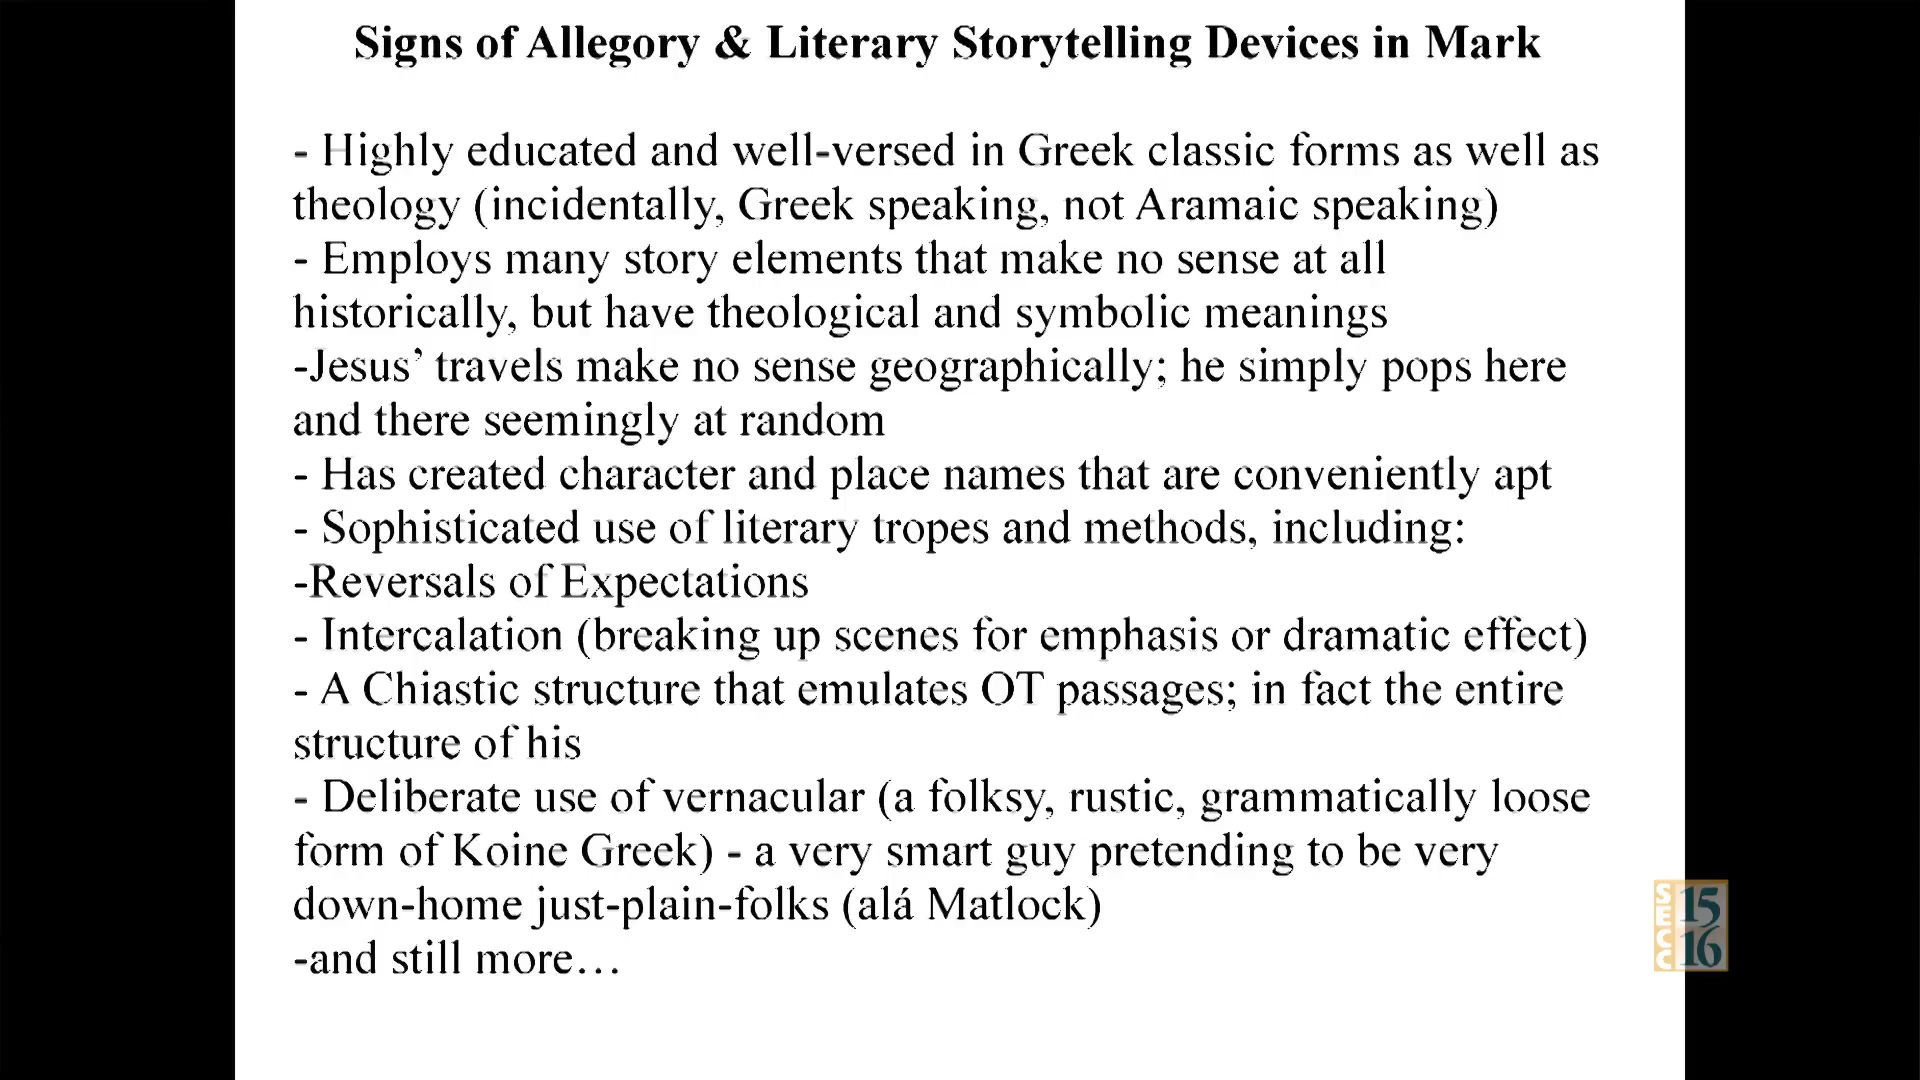 Signs of Allegory & Literary Storytelling Devices in Mark
- Highly educated and well-versed in Greek classic forms as well as
theology (incidentally, Greek speaking, not Aramaic speaking)
- Employs many story elements that make no sense at all
historically, but have theological and symbolic meanings
-Jesus’ travels make no sense geographically; he simply pops here
and there seemingly at random
- Has created character and place names that are conveniently apt
- Sophisticated use of literary tropes and methods, including:
-Reversals of Expectations
- Intercalation (breaking up scenes for emphasis or dramatic effect)
- A Chiastic structure that emulates OT passages; in fact the entire
structure of his
- Deliberate use of vernacular (a folksy, rustic, grammatically loose
form of Koine Greek) - a very smart guy pretending to be very
down-home just-plain-folks (alá Matlock)
-and still more…
SECC
15
16